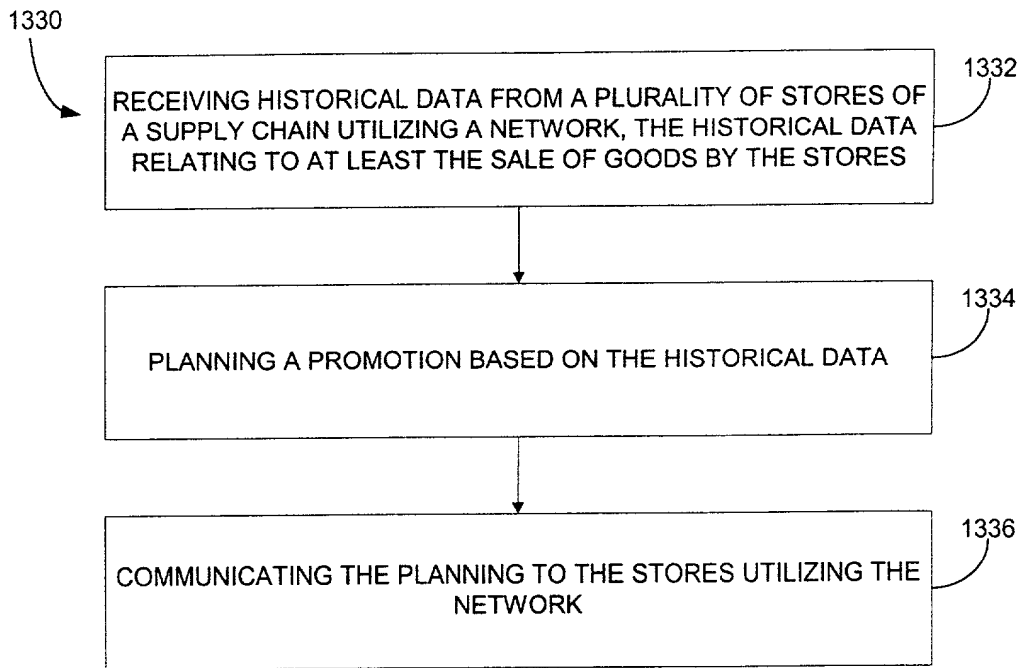 1330
1332
RECEIVING HISTORICAL DATA FROM A PLURALITY OF STORES OF
A SUPPLY CHAIN UTILIZING A NETWORK, THE HISTORICAL DATA
RELATING TO AT LEAST THE SALE OF GOODS BY THE STORES
1334
PLANNING A PROMOTION BASED ON THE HISTORICAL DATA
1336
COMMUNICATING THE PLANNING TO THE STORES UTILIZING THE
NETWORK